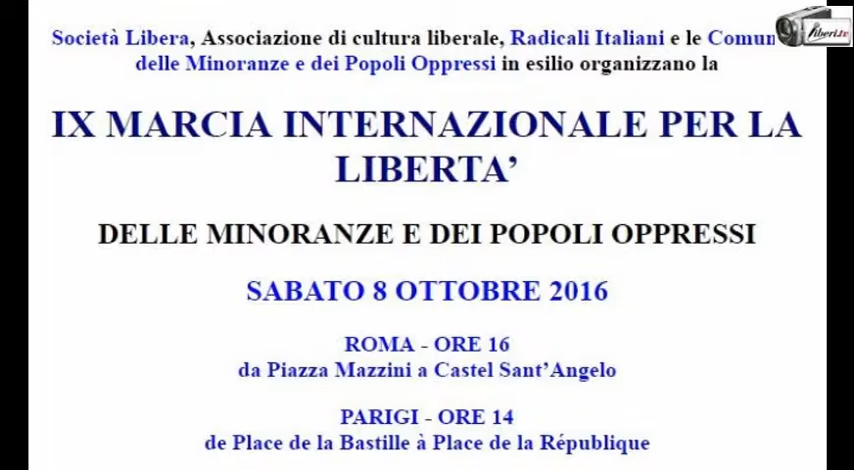 Società Libera, Associazione di cultura liberale, Radicali Italiani e le Comun
delle Minoranze e dei Popoli Oppressi in esilio organizzano la
IX MARCIA INTERNAZIONALE PER LA
LIBERTA’
DELLE MINORANZE E DEI POPOLI OPPRESSI
SABATO 8 OTTOBRE 2016
ROMA - ORE 16
da Piazza Mazzini a Castel Sant’Angelo
PARIGI - ORE 14
de Place de la Bastille à Place de la République
Liberi.tv